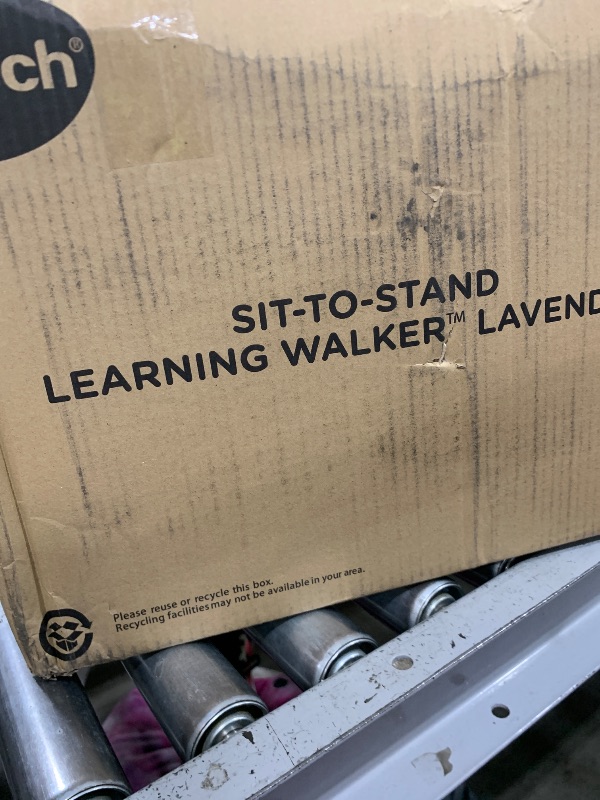 ch®
SIT-TO-STAND
LEARNING WALKER™ LAVEND
Please reuse or recycle this box.
Recycling facilities may not be available in your area.